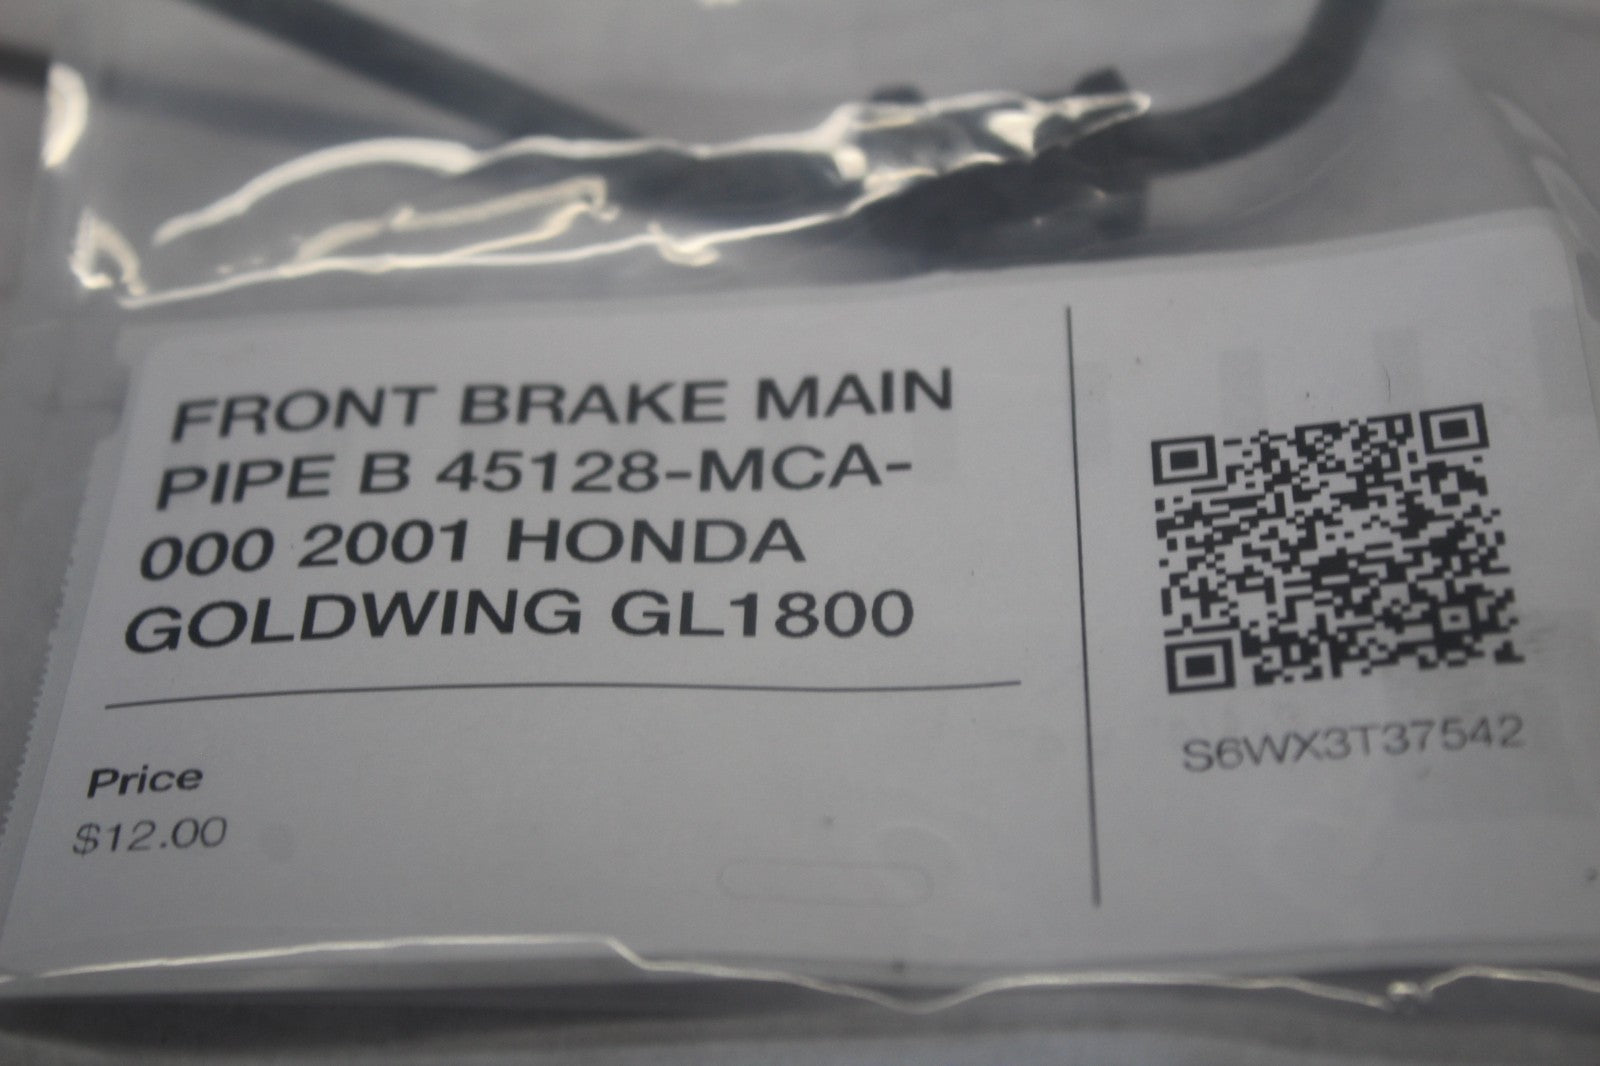 FRONT BRAKE MAIN
PIPE B 45128-MCA-
000 2001 HONDA
GOLDWING GL1800
Price
$12.00
S6WX3T37542